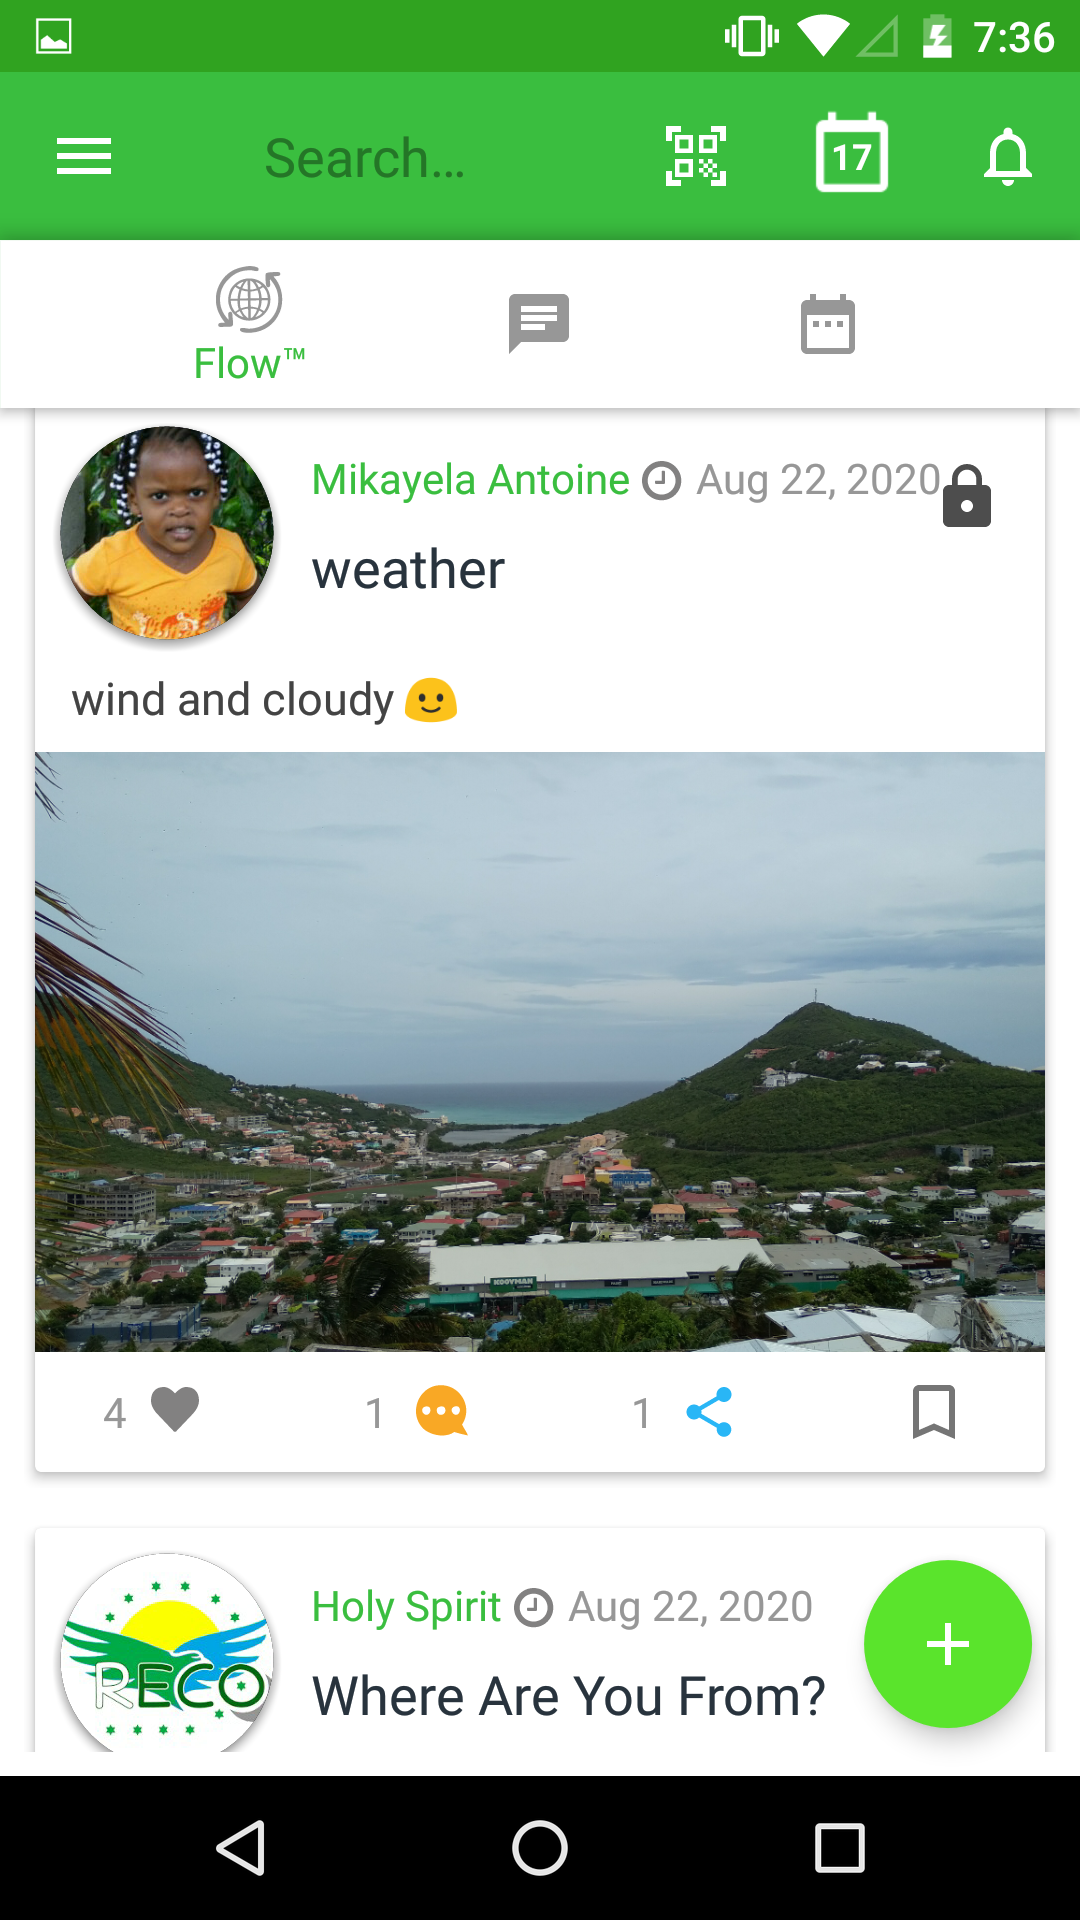 7:36
Search...
17
Flow™
Mikayela Antoine Aug 22, 2020
weather
wind and cloudy
KOOYMAN
4
1
1
Holy Spirit Aug 22, 2020
RECO
Where Are You From?